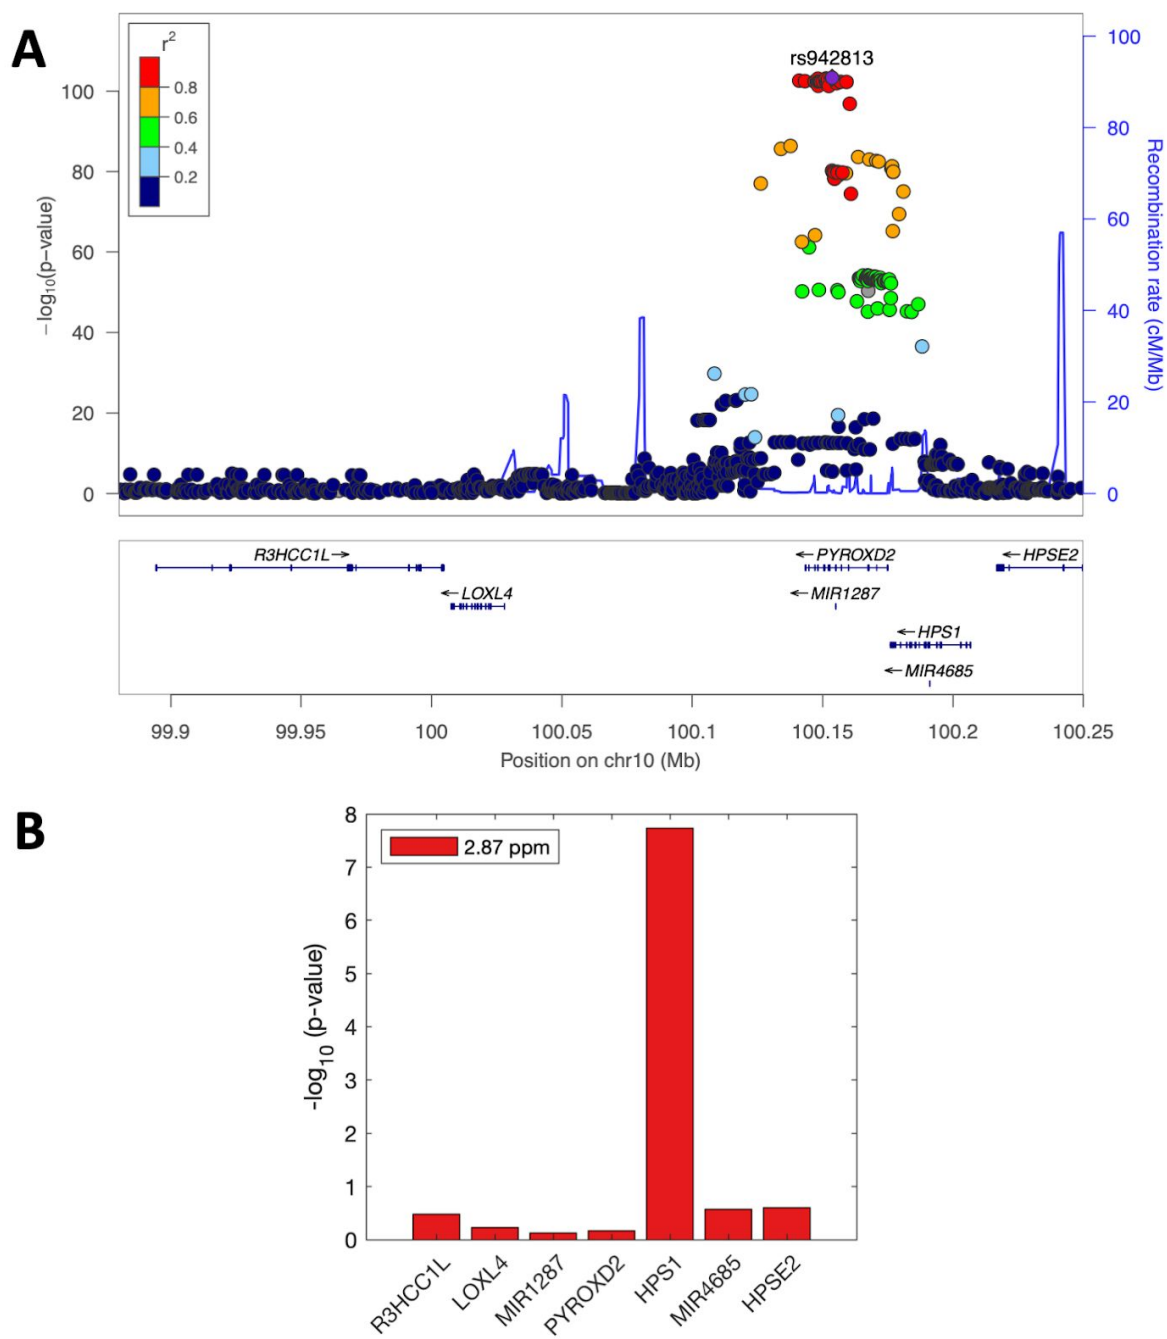 A
r2
0.8
0.6
0.4
0.2
rs942813
100
80
60
40
20
0
−log10(p−value)
100
80
60
40
20
0
Recombination rate (cM/Mb)
R3HCC1L→
←PYROXD2
←HPSE2
←LOXL4
←MIR1287
←HPS1
←MIR4685
99.9 99.95 100 100.05 100.1 100.15 100.2 100.25
Position on chr10 (Mb)
B
8
7
6
5
4
3
2
1
0
-log10 (p-value)
2.87 ppm
R3HCC1L
LOXL4
MIR1287
PYROXD2
HPS1
MIR4685
HPSE2